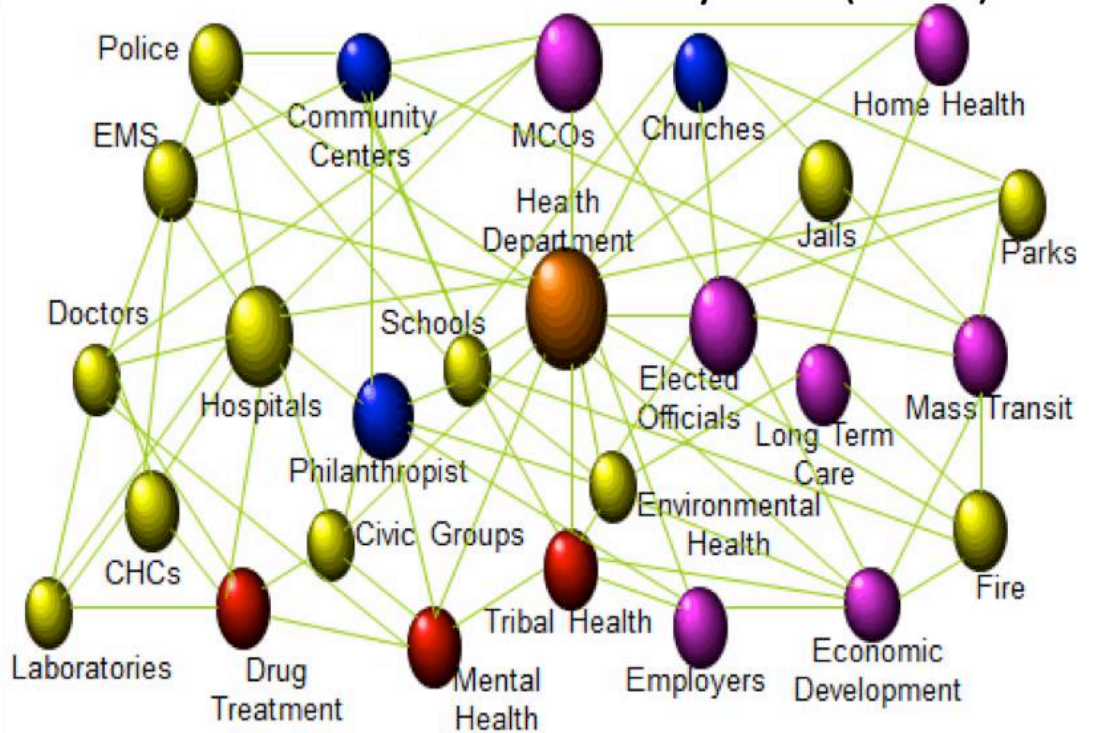 Police
Community
Centers
MCOs
Churches
Home Health
EMS
Health
Department
Jails
Parks
Doctors
Hospitals
Schools
Philanthropist
Elected
Officials
Long Term
Care
Mass Transit
CHCs
Civic Groups
Environmental
Health
Fire
Laboratories
Drug
Treatment
Mental
Health
Tribal Health
Employers
Economic
Development